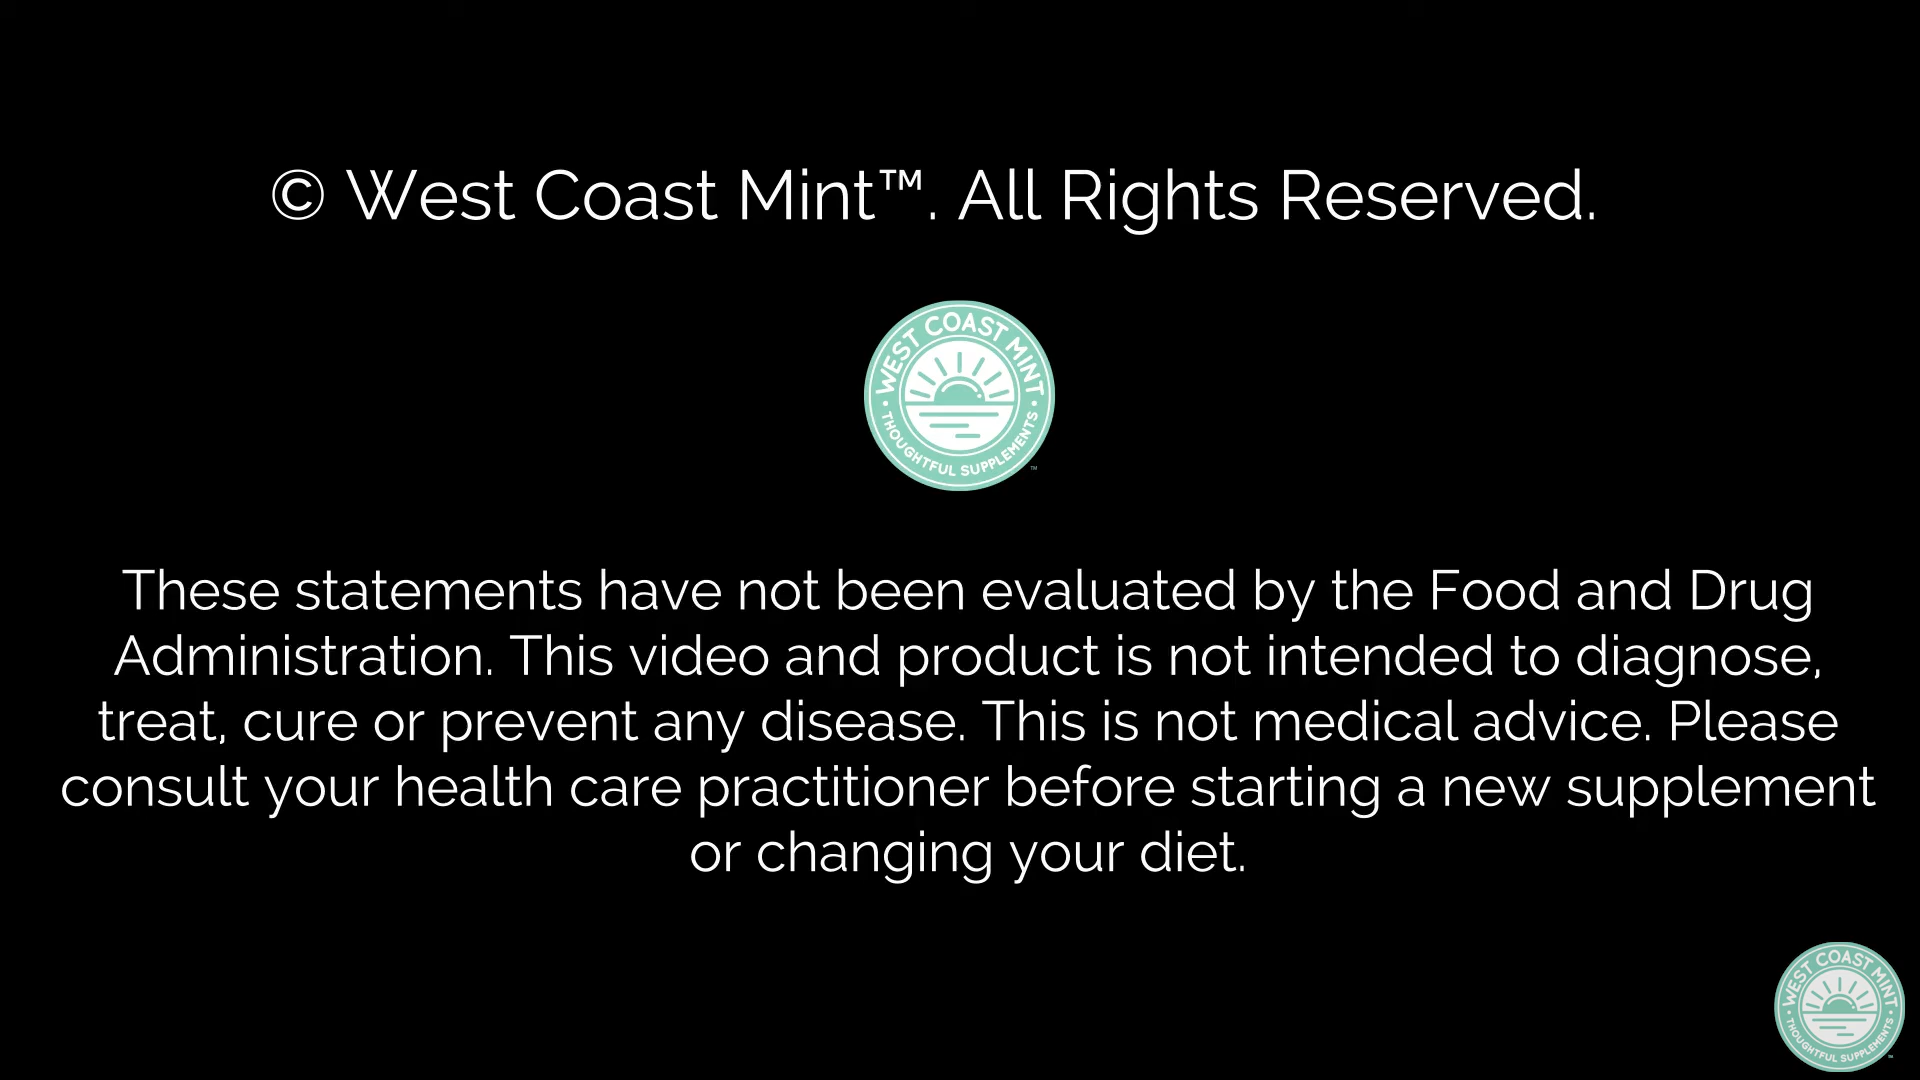 © West Coast Mint™. All Rights Reserved.
WEST COAST MINT
THOUGHTFUL SUPPLEMENTS
™
These statements have not been evaluated by the Food and Drug
Administration. This video and product is not intended to diagnose,
treat, cure or prevent any disease. This is not medical advice. Please
consult your health care practitioner before starting a new supplement
or changing your diet.
WEST COAST MINT
THOUGHTFUL SUPPLEMENTS
™